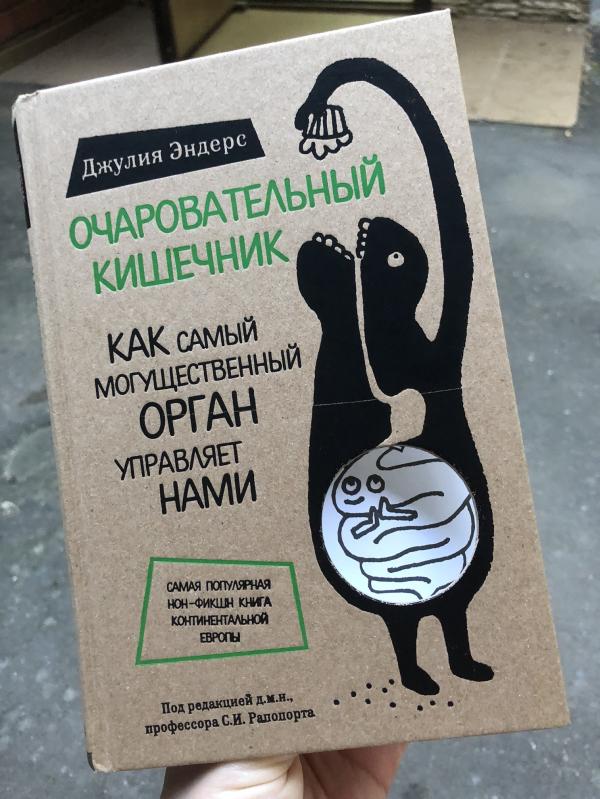 Джулия Эндерс
ОЧАРОВАТЕЛЬНЫЙ
КИШЕЧНИК
КАК САМЫЙ
МОГУЩЕСТВЕННЫЙ
ОРГАН
УПРАВЛЯЕТ
НАМИ
САМАЯ ПОПУЛЯРНАЯ
НОН-ФИКШН КНИГА
КОНТИНЕНТАЛЬНОЙ
ЕВРОПЫ
Под редакцией д.м.н.,
профессора С.И. Рапопорта